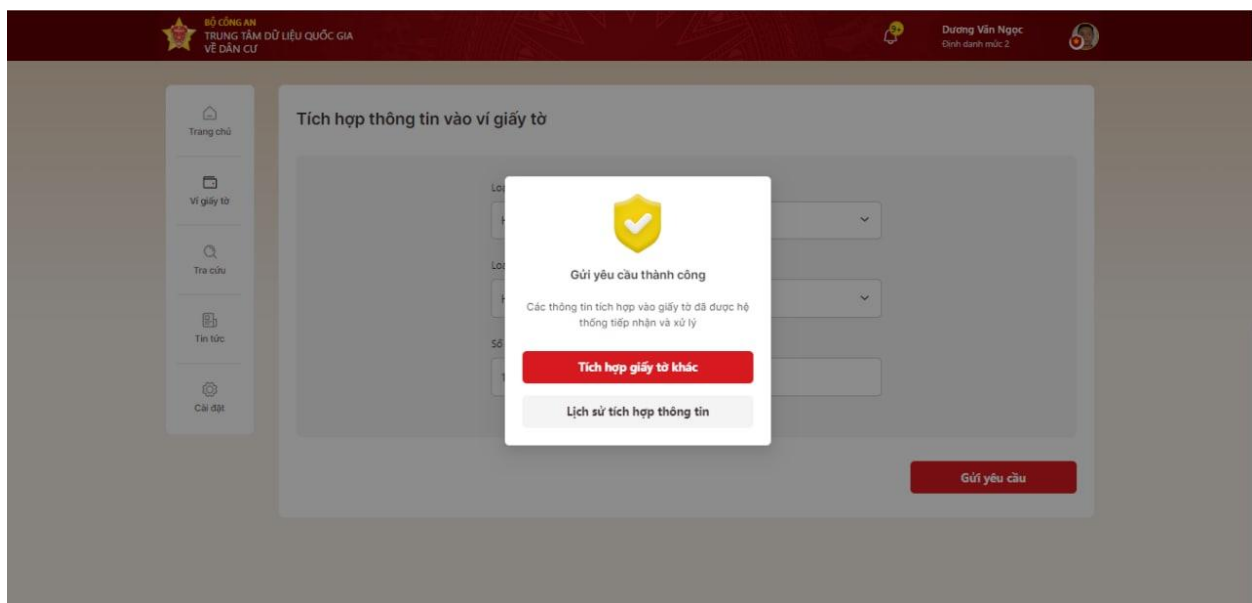 BỘ CÔNG AN
TRUNG TÂM DỮ LIỆU QUỐC GIA
VỀ DÂN CƯ
9+
Dương Văn Ngọc
Định danh mức 2
Trang chủ
Ví giấy tờ
Tra cứu
Tin tức
Cài đặt
Tích hợp thông tin vào ví giấy tờ
Số
Gửi yêu cầu thành công
Các thông tin tích hợp vào giấy tờ đã được hệ
thống tiếp nhận và xử lý
Tích hợp giấy tờ khác
Lịch sử tích hợp thông tin
Gửi yêu cầu